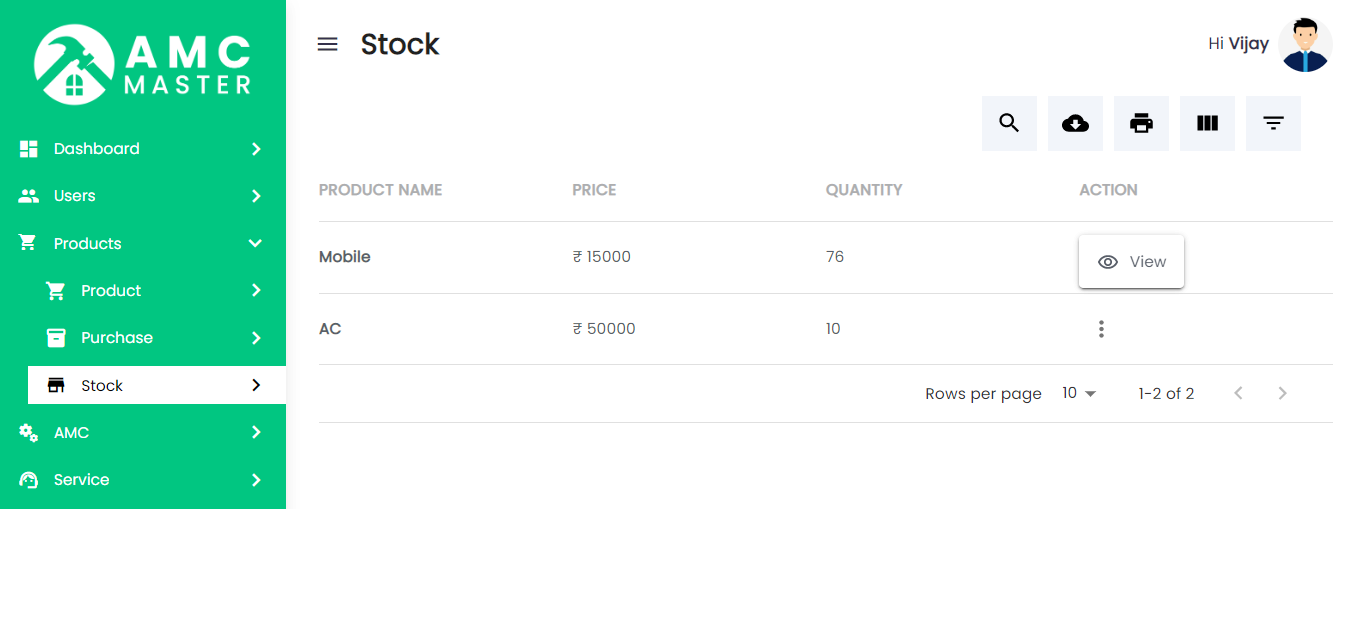 AMC
MASTER
Stock
Hi Vijay
Dashboard
Users
Products
Product
Purchase
Stock
AMC
Service
PRODUCT NAME PRICE QUANTITY ACTION
Mobile ₹ 15000 76 View
AC ₹ 50000 10
Rows per page 10 1-2 of 2